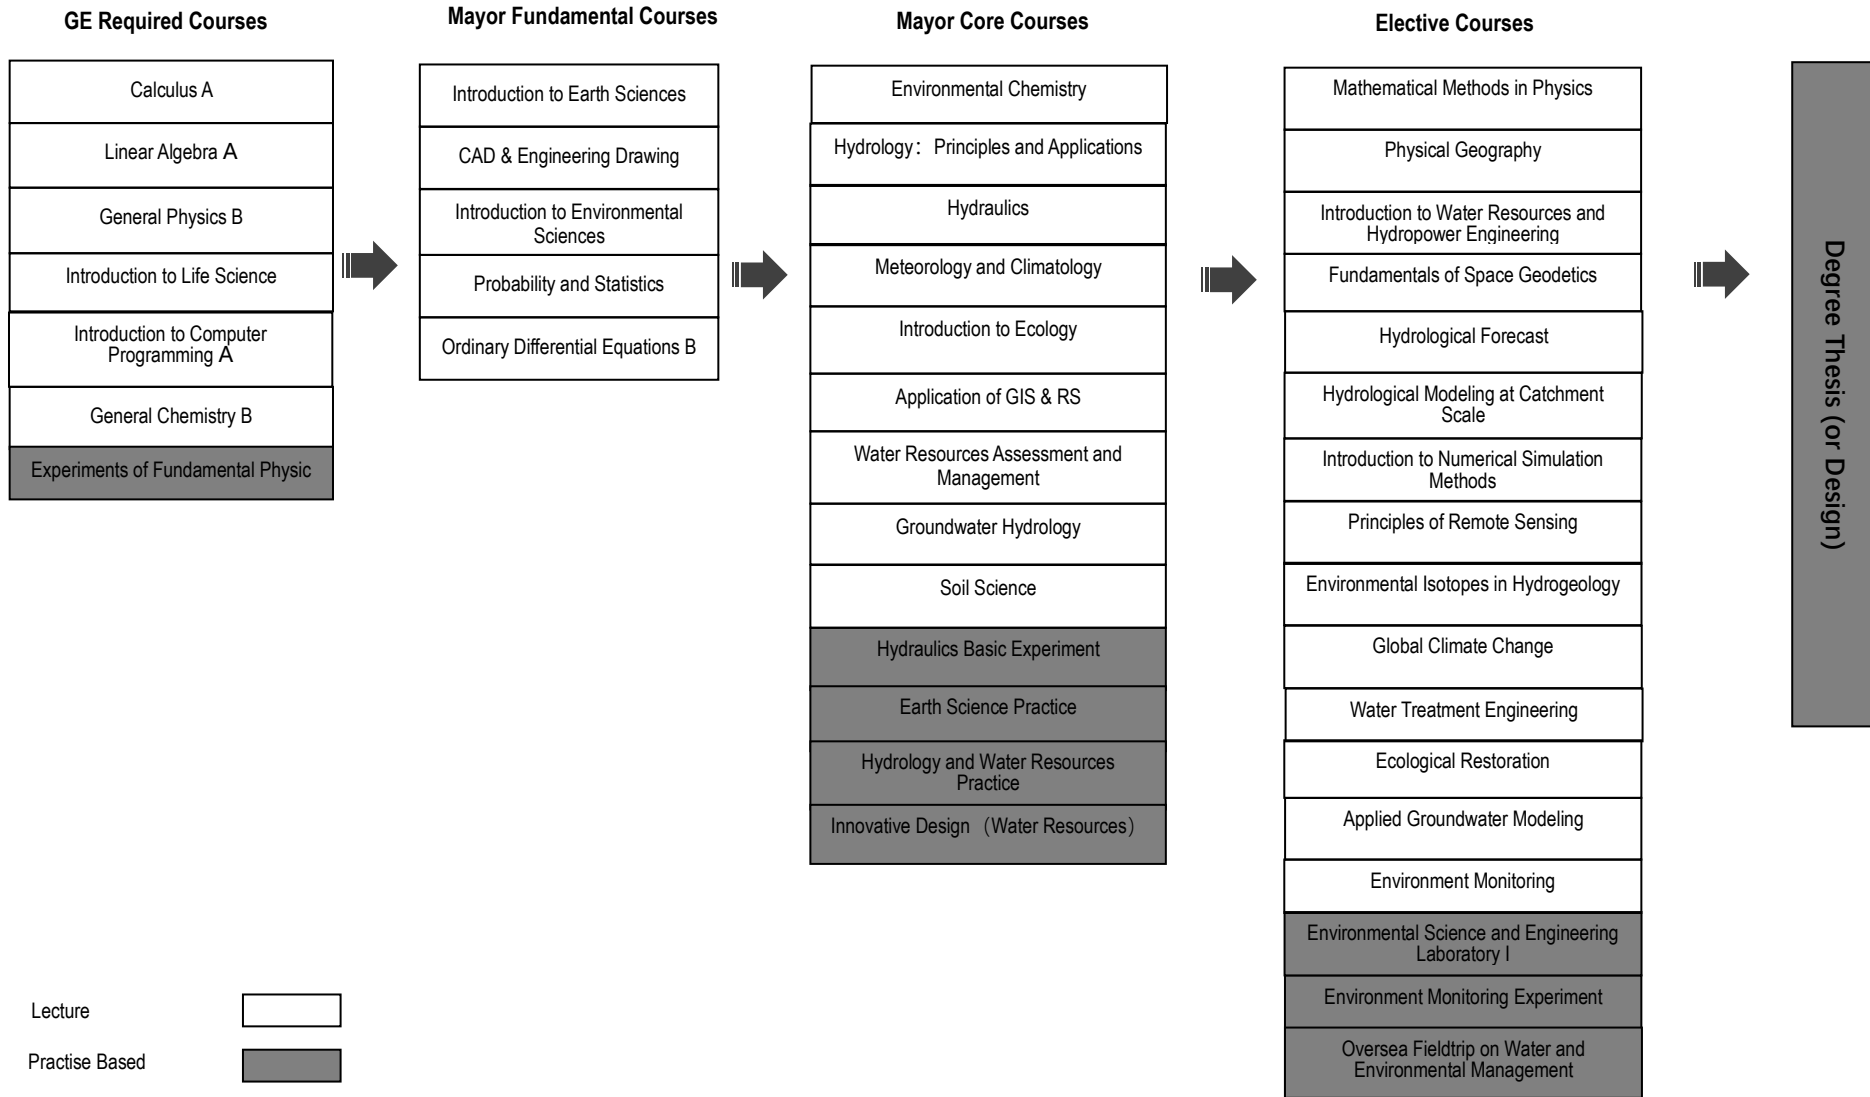 GE Required Courses
Calculus A
Linear Algebra A
General Physics B
Introduction to Life Science
Introduction to Computer
Programming A
General Chemistry B
Experiments of Fundamental Physic
Mayor Fundamental Courses
Introduction to Earth Sciences
CAD & Engineering Drawing
Introduction to Environmental
Sciences
Probability and Statistics
Ordinary Differential Equations B
Mayor Core Courses
Environmental Chemistry
Hydrology：Principles and Applications
Hydraulics
Meteorology and Climatology
Introduction to Ecology
Application of GIS & RS
Water Resources Assessment and
Management
Groundwater Hydrology
Soil Science
Hydraulics Basic Experiment
Earth Science Practice
Hydrology and Water Resources
Practice
Innovative Design（Water Resources）
Elective Courses
Mathematical Methods in Physics
Physical Geography
Introduction to Water Resources and
Hydropower Engineering
Fundamentals of Space Geodetics
Hydrological Forecast
Hydrological Modeling at Catchment
Scale
Introduction to Numerical Simulation
Methods
Principles of Remote Sensing
Environmental Isotopes in Hydrogeology
Global Climate Change
Water Treatment Engineering
Ecological Restoration
Applied Groundwater Modeling
Environment Monitoring
Environmental Science and Engineering
Laboratory I
Environment Monitoring Experiment
Oversea Fieldtrip on Water and
Environmental Management
Degree Thesis (or Design)
Lecture
Practise Based